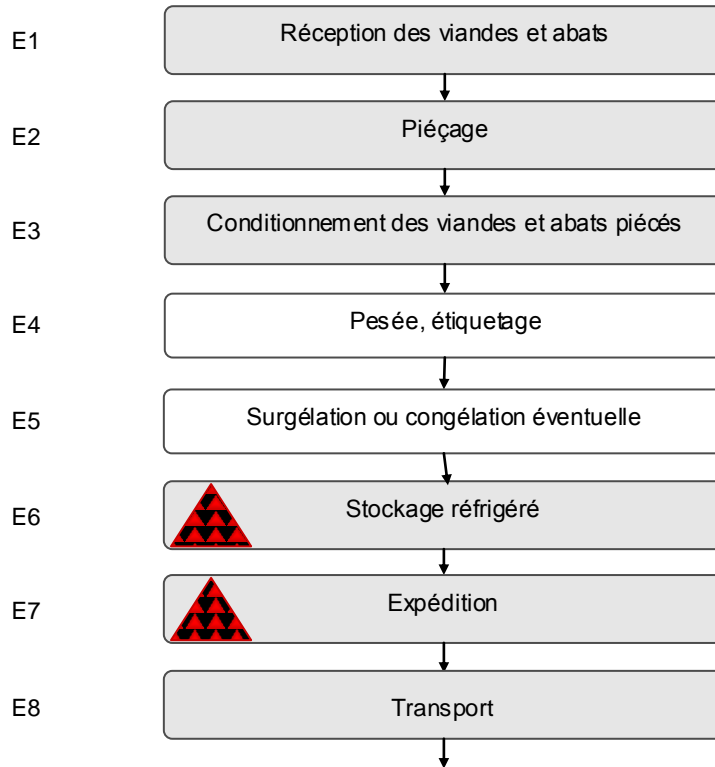 E1 Réception des viandes et abats
E2 Piéçage
E3 Conditionnement des viandes et abats piécés
E4 Pesée, étiquetage
E5 Surgélation ou congélation éventuelle
E6 Stockage réfrigéré
E7 Expédition
E8 Transport